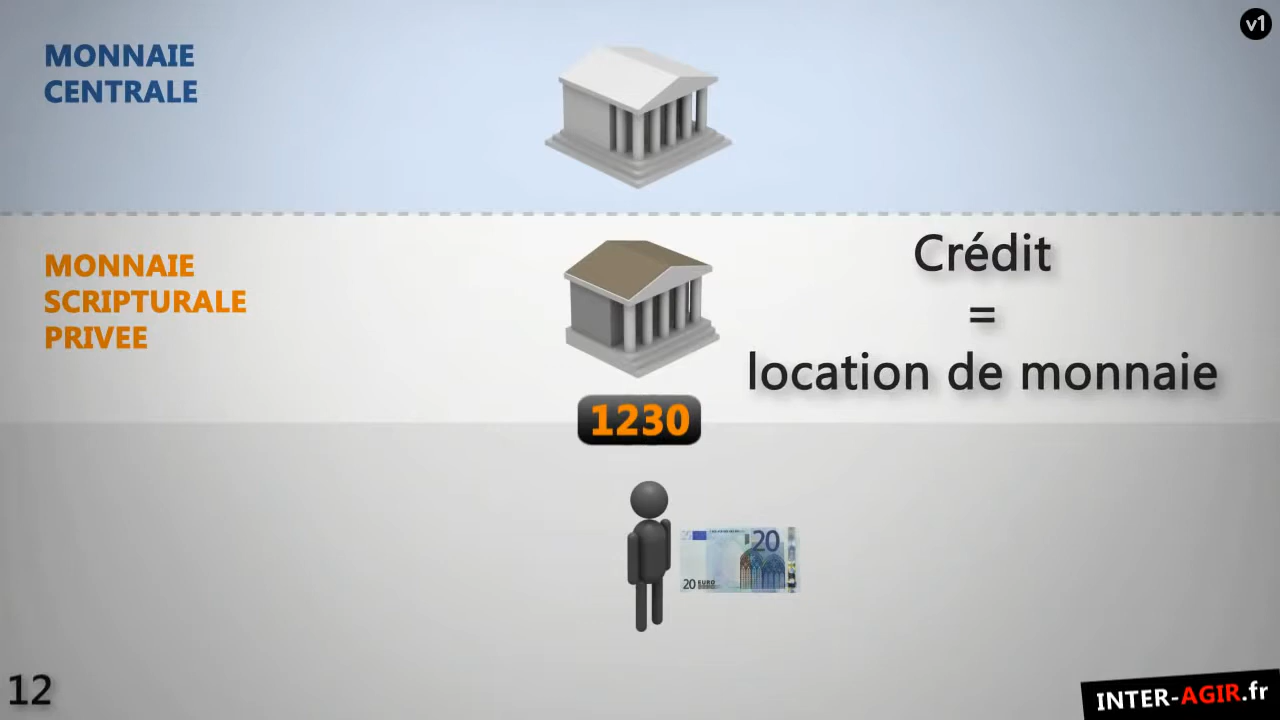 v1
MONNAIE
CENTRALE
MONNAIE
SCRIPTURALE
PRIVEE
Crédit
=
location de monnaie
1230
20
20 EURO
12
INTER-AGIR.fr